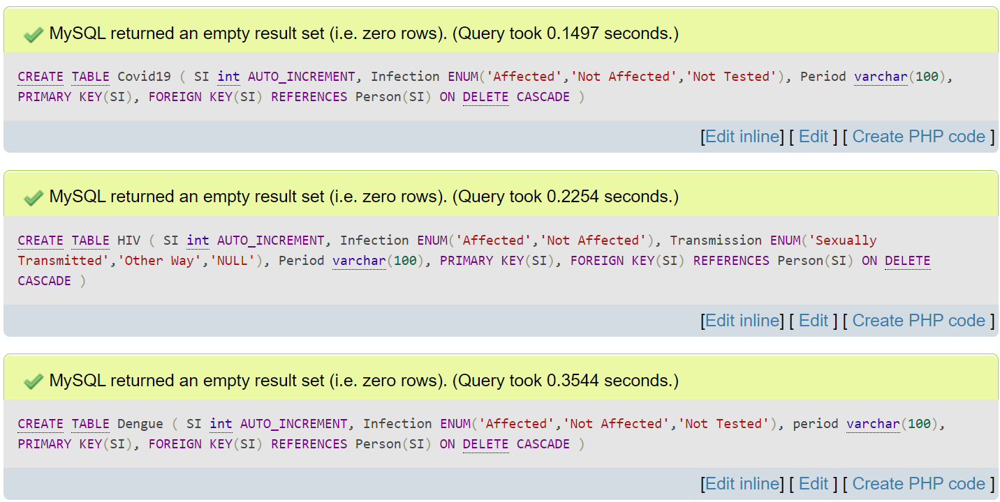 MySQL returned an empty result set (i.e. zero rows). (Query took 0.1497 seconds.)
CREATE TABLE Covid19 ( SI int AUTO_INCREMENT, Infection ENUM('Affected','Not Affected','Not Tested'), Period varchar(100),
PRIMARY KEY(SI), FOREIGN KEY(SI) REFERENCES Person(SI) ON DELETE CASCADE )
[Edit inline] [ Edit ] [ Create PHP code ]
MySQL returned an empty result set (i.e. zero rows). (Query took 0.2254 seconds.)
CREATE TABLE HIV ( SI int AUTO_INCREMENT, Infection ENUM('Affected','Not Affected'), Transmission ENUM('Sexually
Transmitted','Other Way','NULL'), Period varchar(100), PRIMARY KEY(SI), FOREIGN KEY(SI) REFERENCES Person(SI) ON DELETE
CASCADE )
[Edit inline] [ Edit ] [ Create PHP code ]
MySQL returned an empty result set (i.e. zero rows). (Query took 0.3544 seconds.)
CREATE TABLE Dengue ( SI int AUTO_INCREMENT, Infection ENUM('Affected','Not Affected','Not Tested'), period varchar(100),
PRIMARY KEY(SI), FOREIGN KEY(SI) REFERENCES Person(SI) ON DELETE CASCADE )
[Edit inline] [ Edit ] [ Create PHP code ]